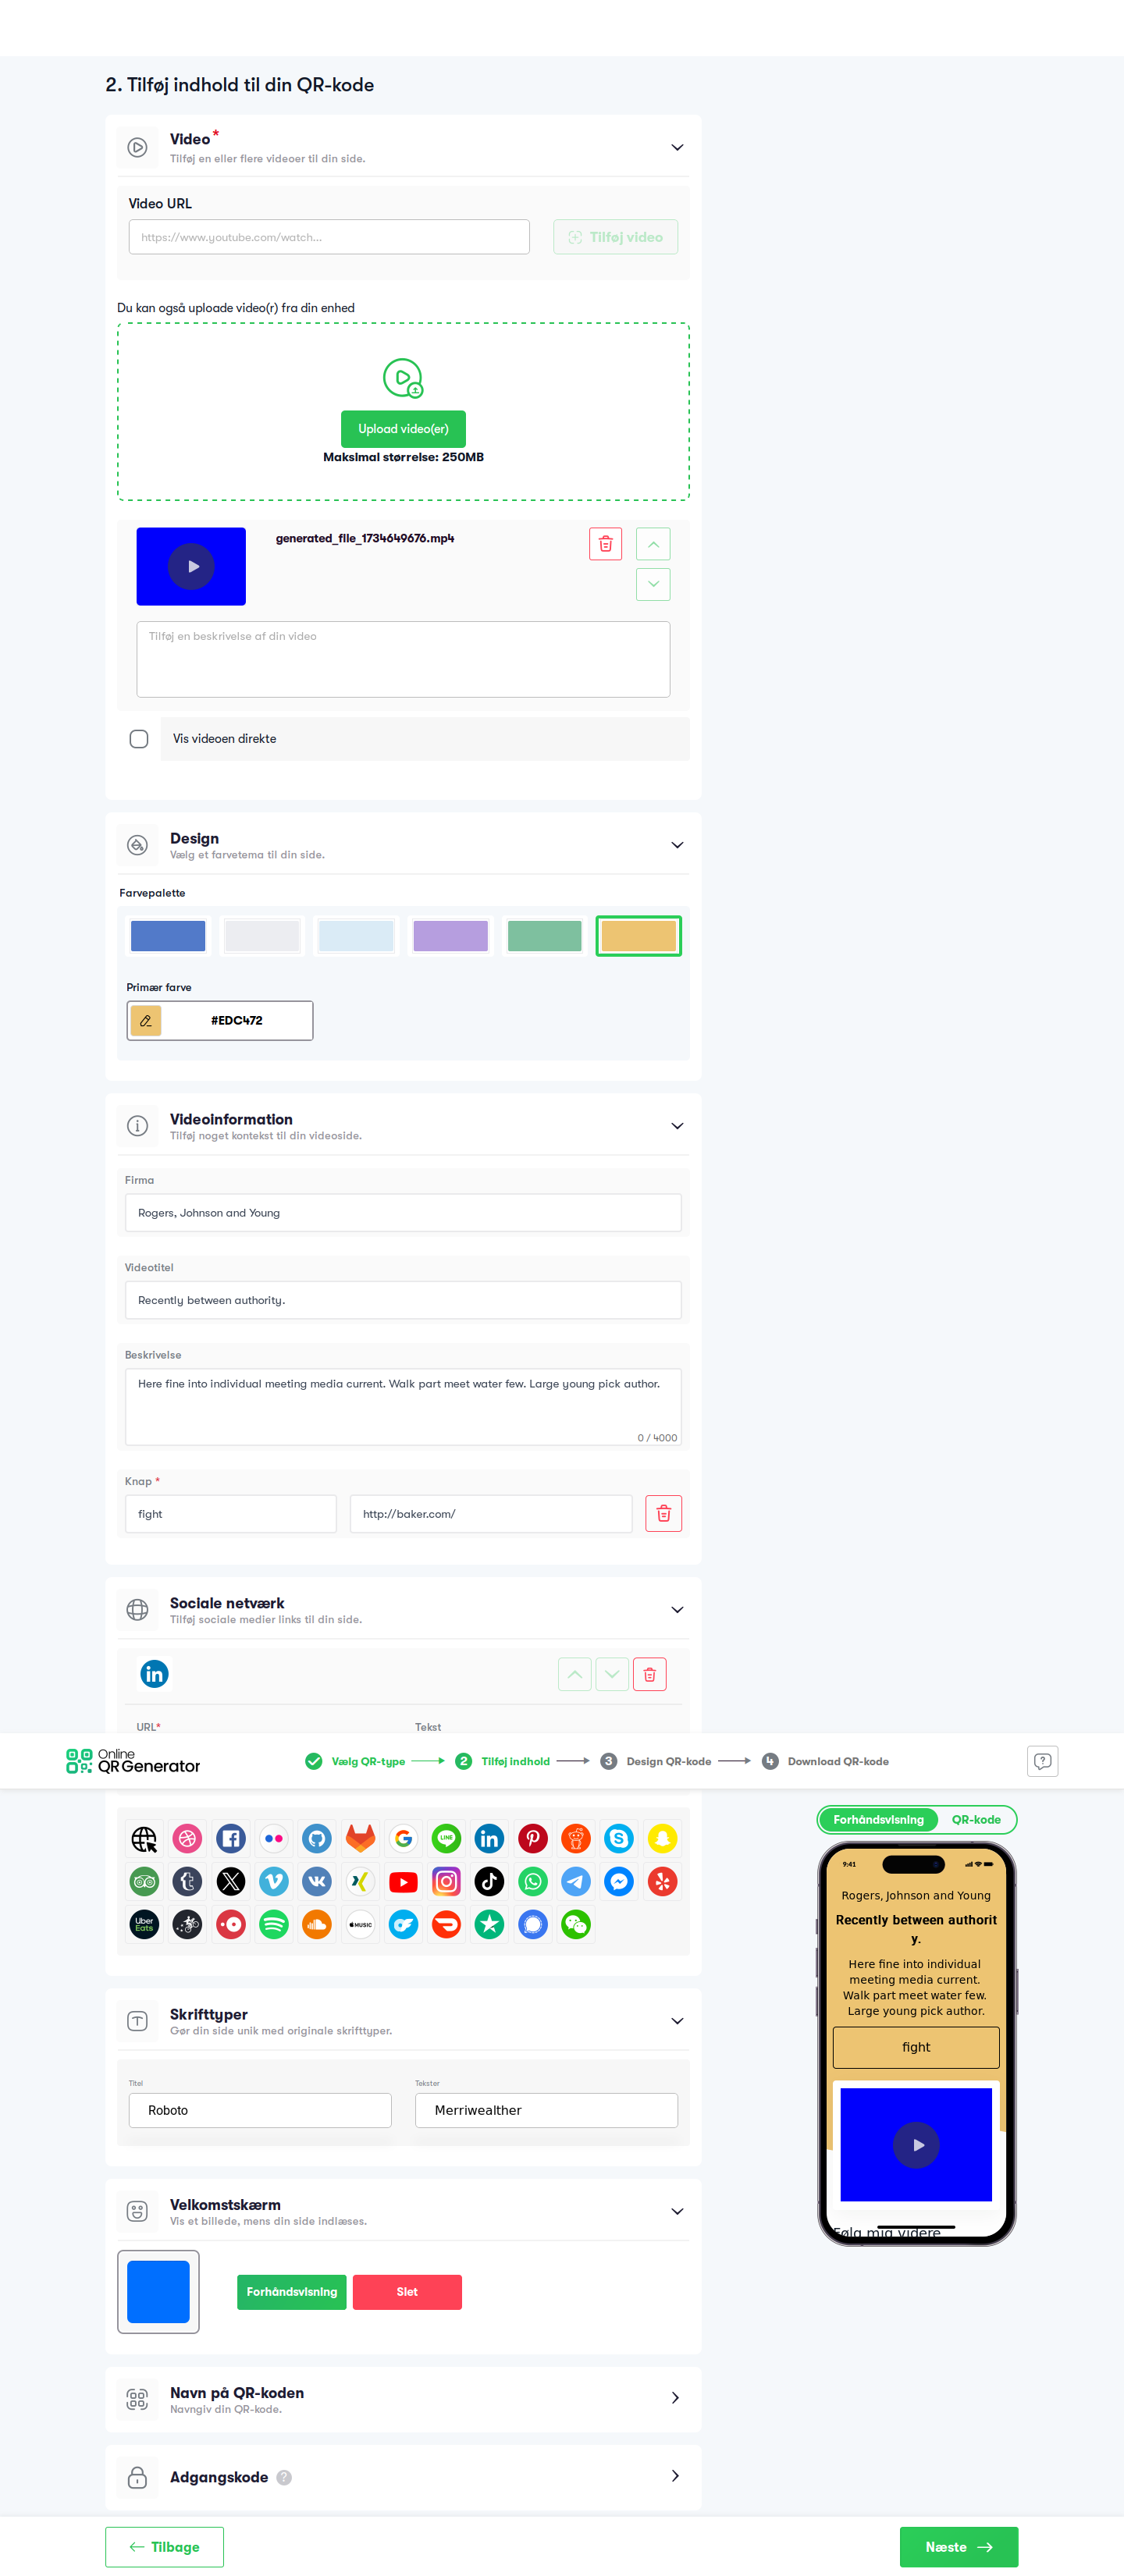 2. Tilføj indhold til din QR-kode
Video*
Tilføj en eller flere videoer til din side.
Video URL
https://www.youtube.com/watch...
Tilføj video
Du kan også uploade video(r) fra din enhed
Upload video(er)
Maksimal størrelse: 250MB
generated_file_1734649676.mp4
Tilføj en beskrivelse af din video
Vis videoen direkte
Design
Vælg et farvetema til din side.
Farvepalette
Primær farve
#EDC472
Videoinformation
Tilføj noget kontekst til din videoside.
Firma
Rogers, Johnson and Young
Videotitel
Recently between authority.
Beskrivelse
Here fine into individual meeting media current. Walk part meet water few. Large young pick author.
0 / 4000
Knap *
fight
http://baker.com/
Sociale netværk
Tilføj sociale medier links til din side.
URL*
Tekst
Online
QR Generator
Vælg QR-type
2 Tilføj indhold
3 Design QR-kode
4 Download QR-kode
Forhåndsvisning
QR-kode
LINE
Uber
Eats
MUSIC
9:41
Rogers, Johnson and Young
Recently between authorit
y.
Here fine into individual
meeting media current.
Walk part meet water few.
Large young pick author.
fight
Følg mig videre
Skrifttyper
Gør din side unik med originale skrifttyper.
Titel
Roboto
Tekster
Merriwealther
Velkomstskærm
Vis et billede, mens din side indlæses.
Forhåndsvisning
Slet
Navn på QR-koden
Navngiv din QR-kode.
Adgangskode ?
Tilbage
Næste